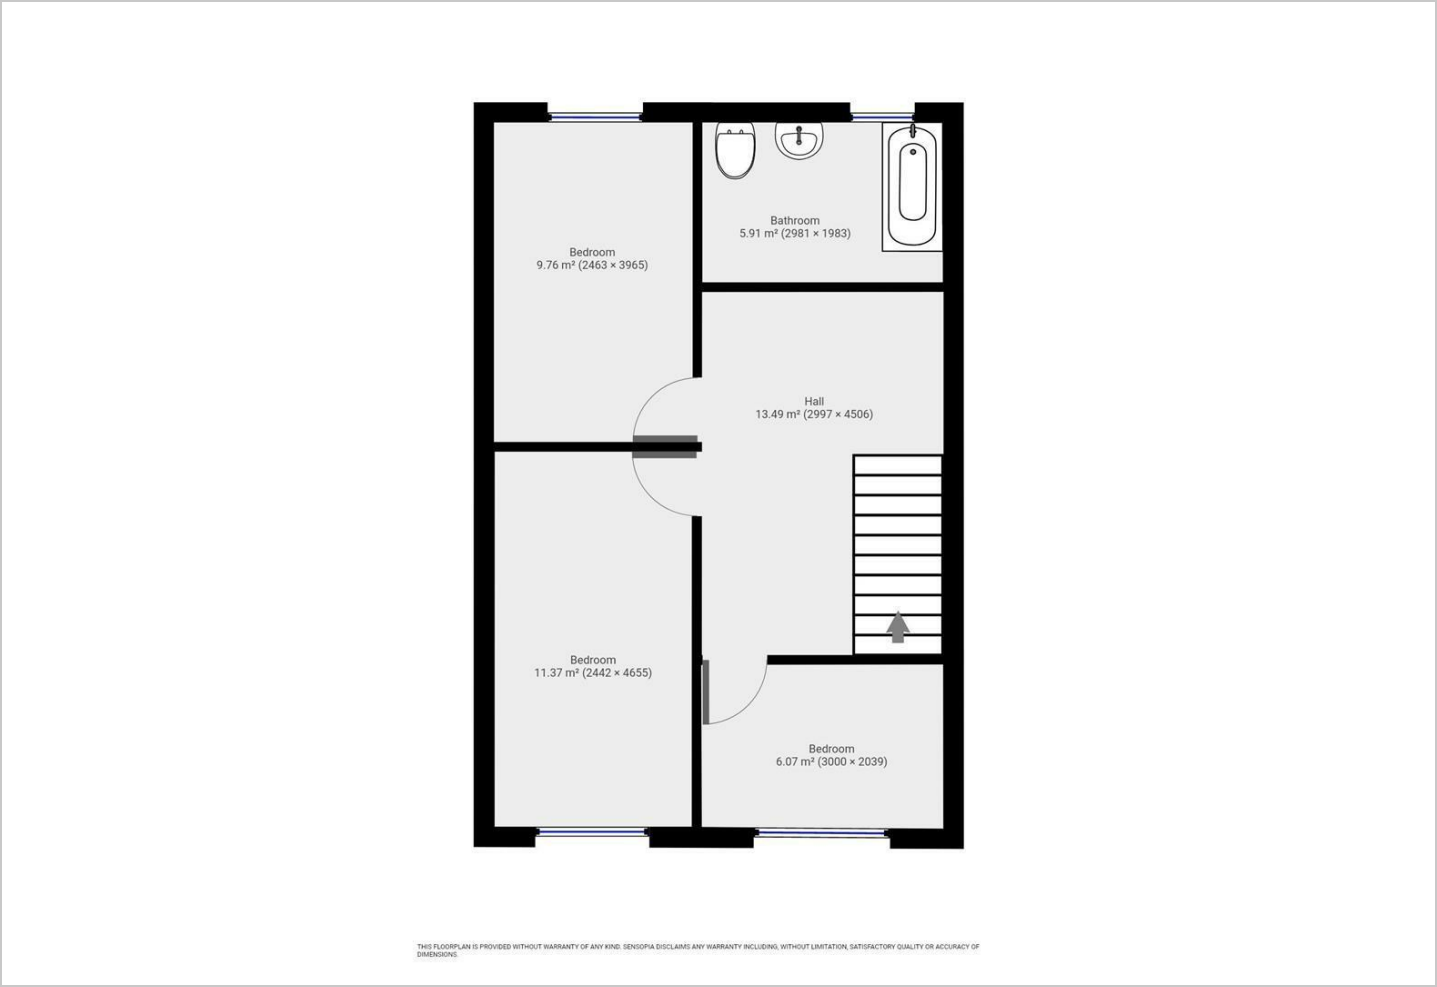 Bathroom
5.91 m² (2981 × 1983)
Bedroom
9.76 m² (2463 × 3965)
Hall
13.49 m² (2997 × 4506)
Bedroom
11.37 m² (2442 × 4655)
Bedroom
6.07 m² (3000 × 2039)
THIS FLOORPLAN IS PROVIDED WITHOUT WARRANTY OF ANY KIND. SENSOPIA DISCLAIMS ANY WARRANTY INCLUDING, WITHOUT LIMITATION, SATISFACTORY QUALITY OR ACCURACY OF
DIMENSIONS.